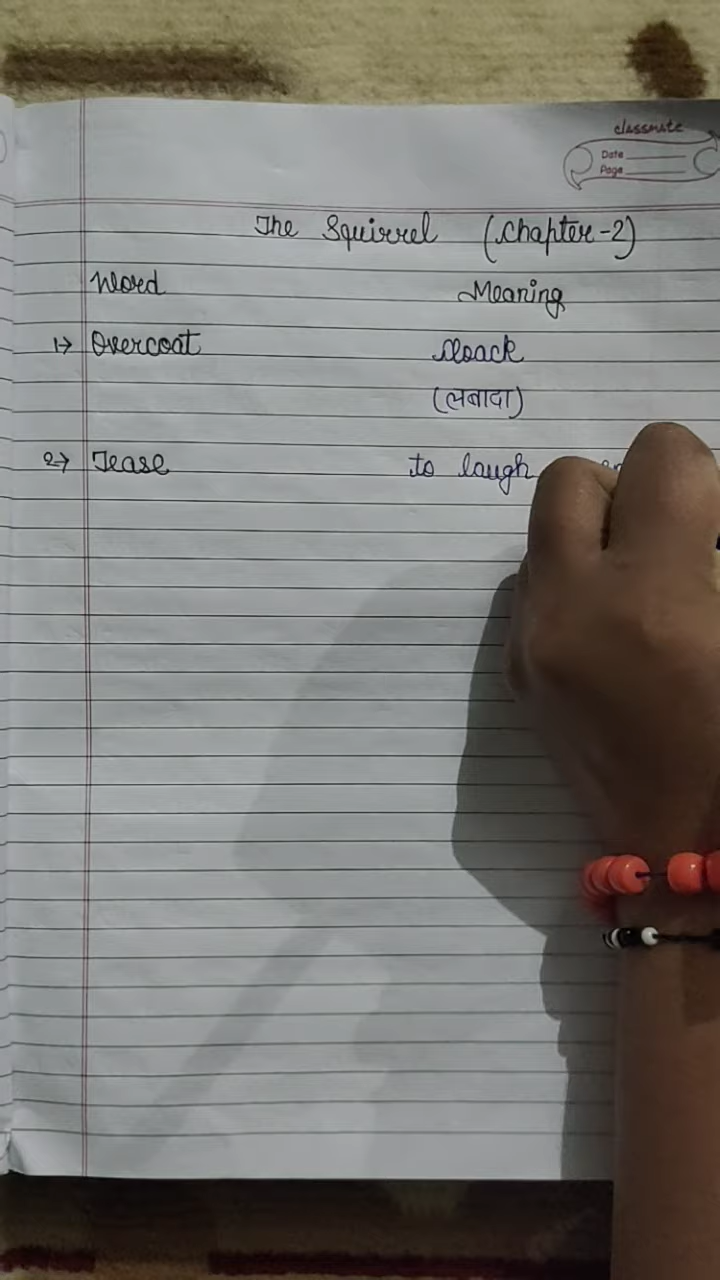 classmate
Date
Page
The Squirrel (Chapter-2)
Word Meaning
1→ Overcoat Cloack
(लबादा)
2→ Tease to laugh